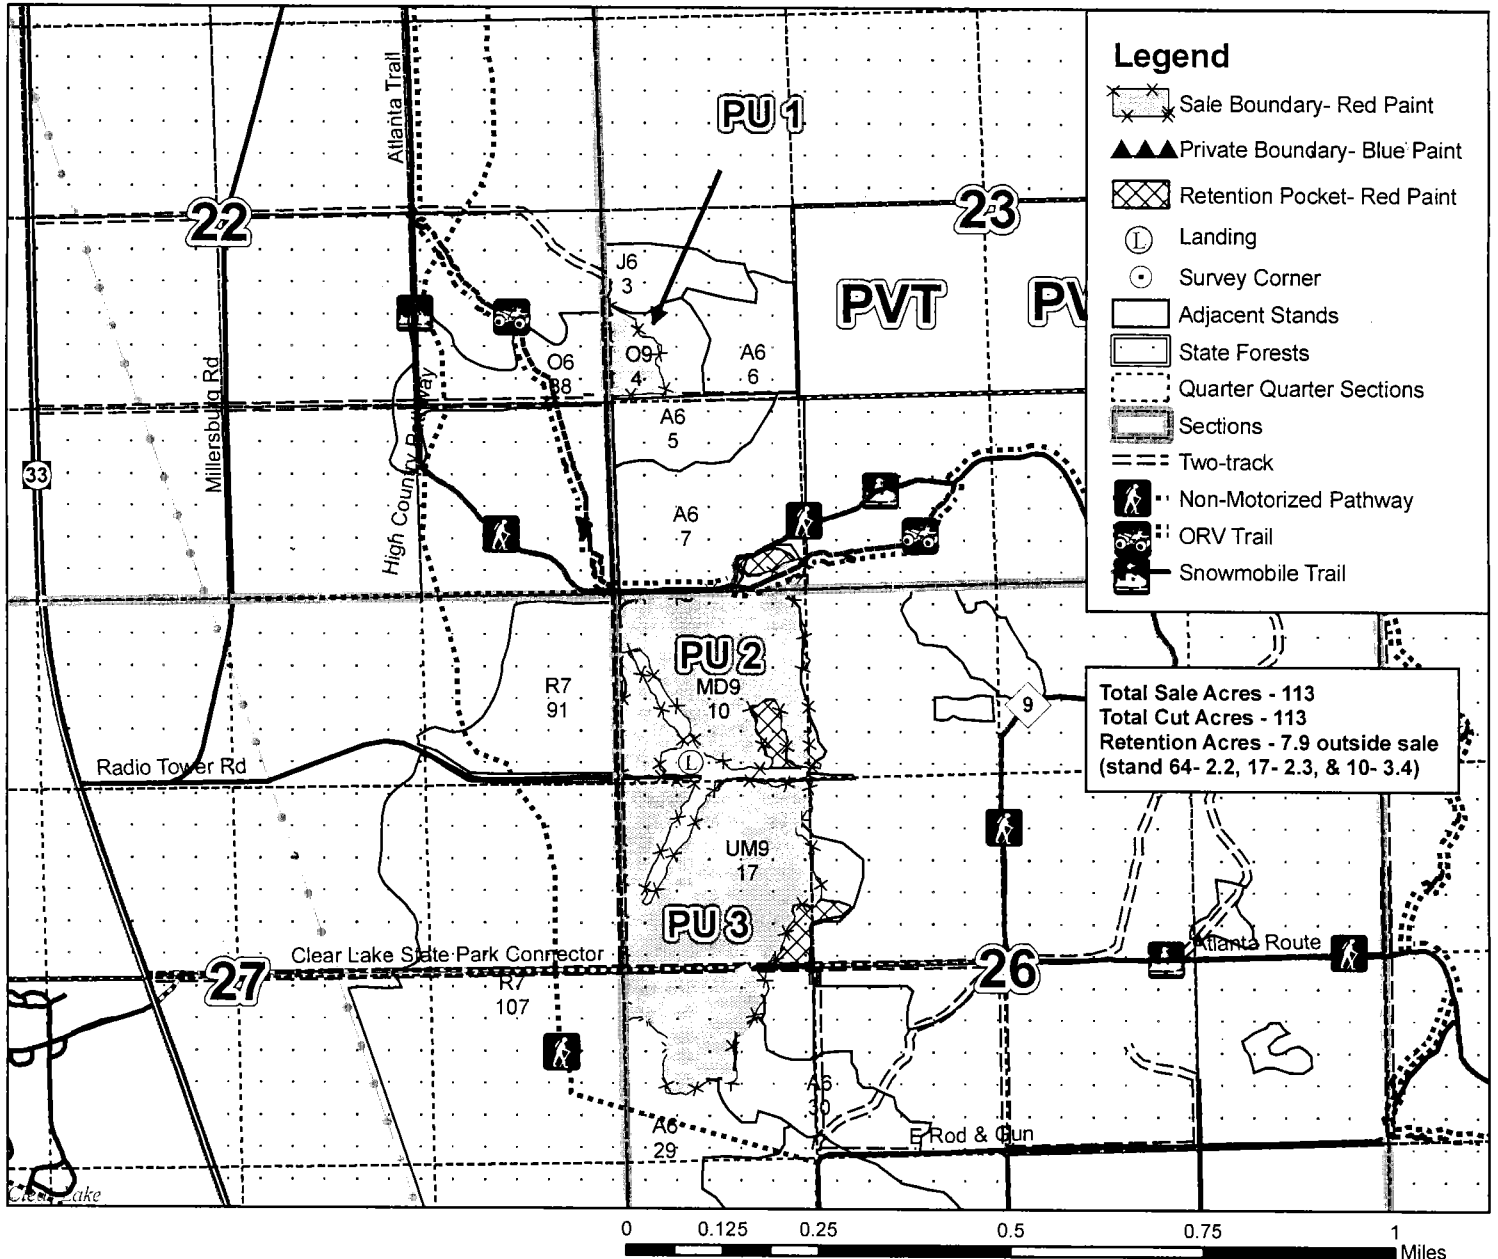 Legend
Sale Boundary- Red Paint
Private Boundary- Blue Paint
Retention Pocket- Red Paint
L
Landing
Survey Corner
Adjacent Stands
State Forests
Quarter Quarter Sections
Sections
Two-track
Non-Motorized Pathway
ORV Trail
Snowmobile Trail
Atlanta Trail
PU 1
22
23
J6
3
PVT
PV
O9
4
A6
6
O6
38
Millersburg Rd
High Country Pathway
A6
5
33
A6
7
PU 2
MD9
10
R7
91
9
Total Sale Acres - 113
Total Cut Acres - 113
Retention Acres - 7.9 outside sale
(stand 64- 2.2, 17- 2.3, & 10- 3.4)
L
Radio Tower Rd
UM9
17
PU 3
Clear Lake State Park Connector
Atlanta Route
27
26
R7
107
A6
30
A6
29
E Rod & Gun
Clear Lake
0 0.125 0.25 0.5 0.75 1
Miles